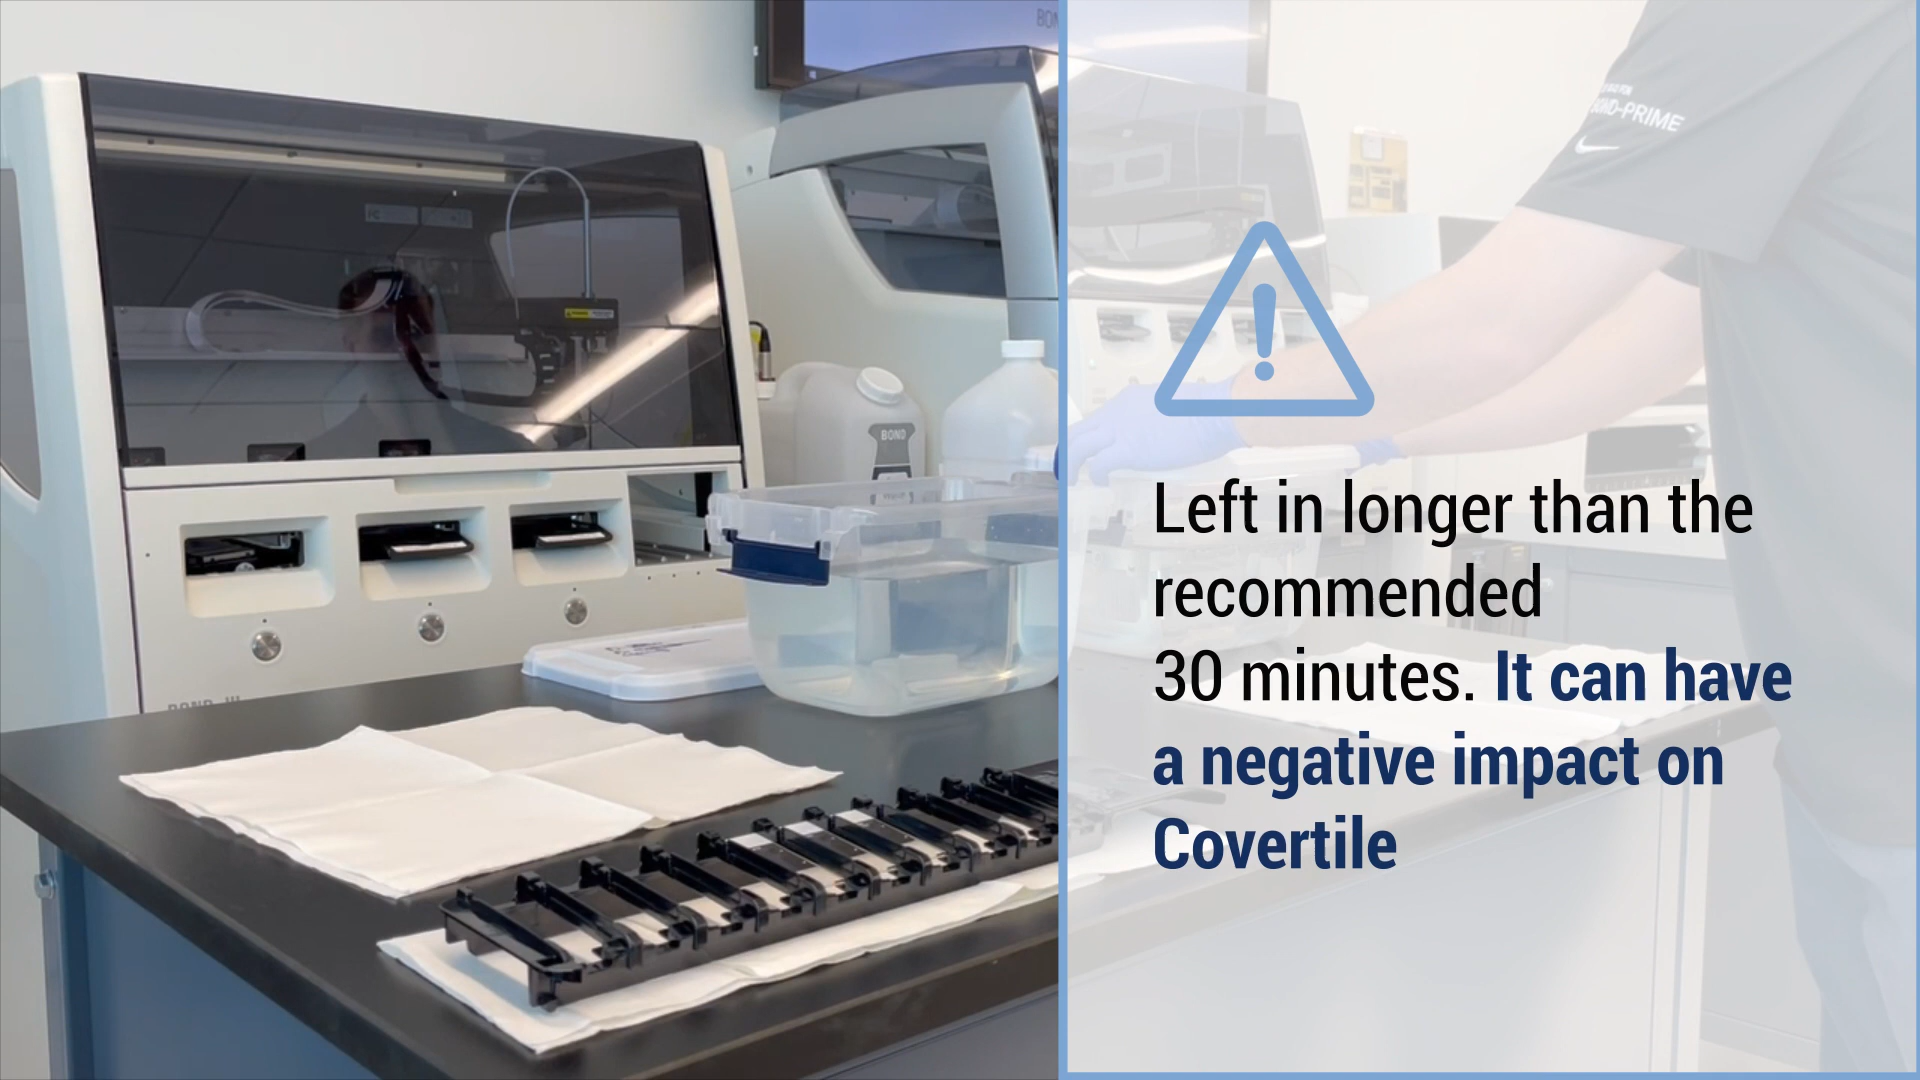 BOND
BOND-PRIME
Left in longer than the
recommended
30 minutes. It can have
a negative impact on
Covertile